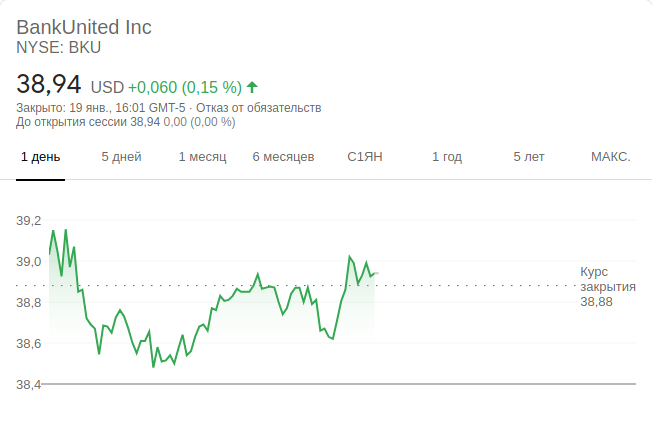 BankUnited Inc
NYSE: BKU
38,94 USD +0,060 (0,15 %)
Закрыто: 19 янв., 16:01 GMT-5 · Отказ от обязательств
До открытия сессии 38,94 0,00 (0,00 %)
1 день 5 дней 1 месяц 6 месяцев С1ЯН 1 год 5 лет МАКС.
39,2
39,0
Курс
закрытия
38,88
38,8
38,6
38,4